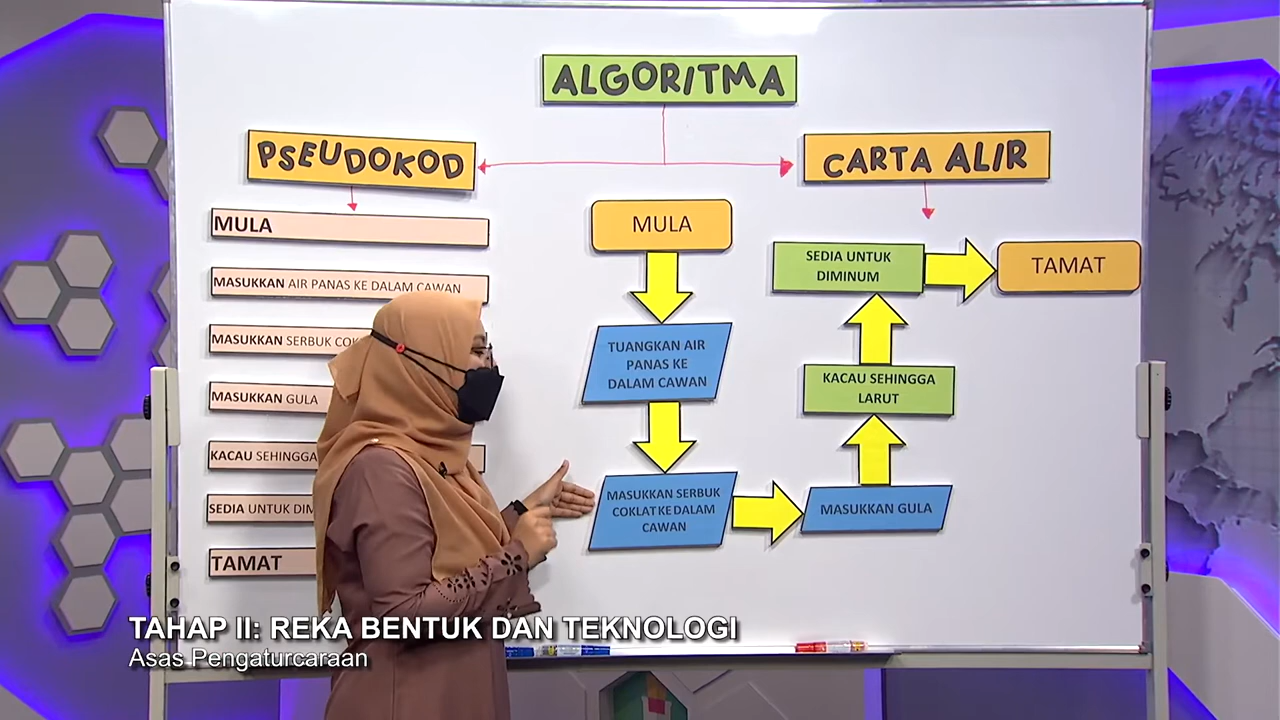 ALGORITMA
PSEUDOKOD
MULA
MASUKKAN AIR PANAS KE DALAM CAWAN
MASUKKAN SERBUK
MASUKKAN GULA
KACAU SEHINGGA
SEDIA UNTUK
TAMAT
CARTA ALIR
MULA
TUANGKAN AIR
PANAS KE
DALAM CAWAN
MASUKKAN SERBUK
COKLAT KE DALAM
CAWAN
MASUKKAN GULA
KACAU SEHINGGA
LARUT
SEDIA UNTUK
DIMINUM
TAMAT
TAHAP II: REKA BENTUK DAN TEKNOLOGI
Asas Pengaturcaraan